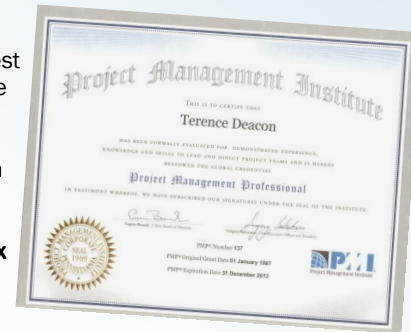 est
e
n
x
Project Management Institute
THIS IS TO CERTIFY THAT
Terence Deacon
HAS BEEN FORMALLY EVALUATED FOR DEMONSTRATED EXPERIENCE,
KNOWLEDGE AND SKILLS TO LEAD AND DIRECT PROJECT TEAMS AND IS HEREBY
BESTOWED THE GLOBAL CREDENTIAL
Project Management Professional
IN TESTIMONY WHEREOF, WE HAVE SUBSCRIBED OUR SIGNATURES UNDER THE SEAL OF THE INSTITUTE.
PMP® Number 137
PMP® Original Grant Date 01 January 1987
PMP® Expiration Date 31 December 2013
SEAL
1969
PMI
Project Management Institute